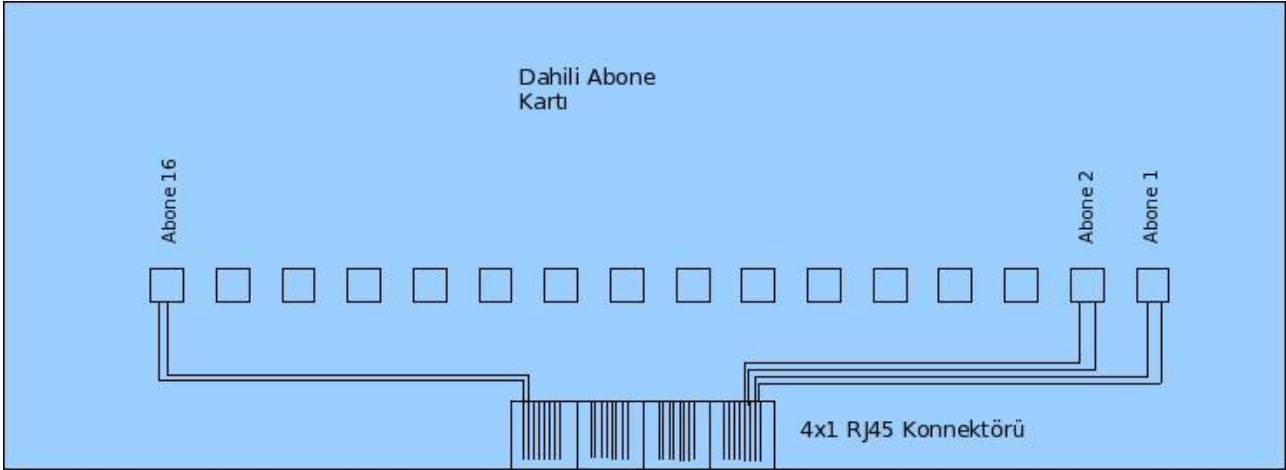 Dahili Abone
Kartı
Abone 16
Abone 2
Abone 1
4x1 RJ45 Konnektörü